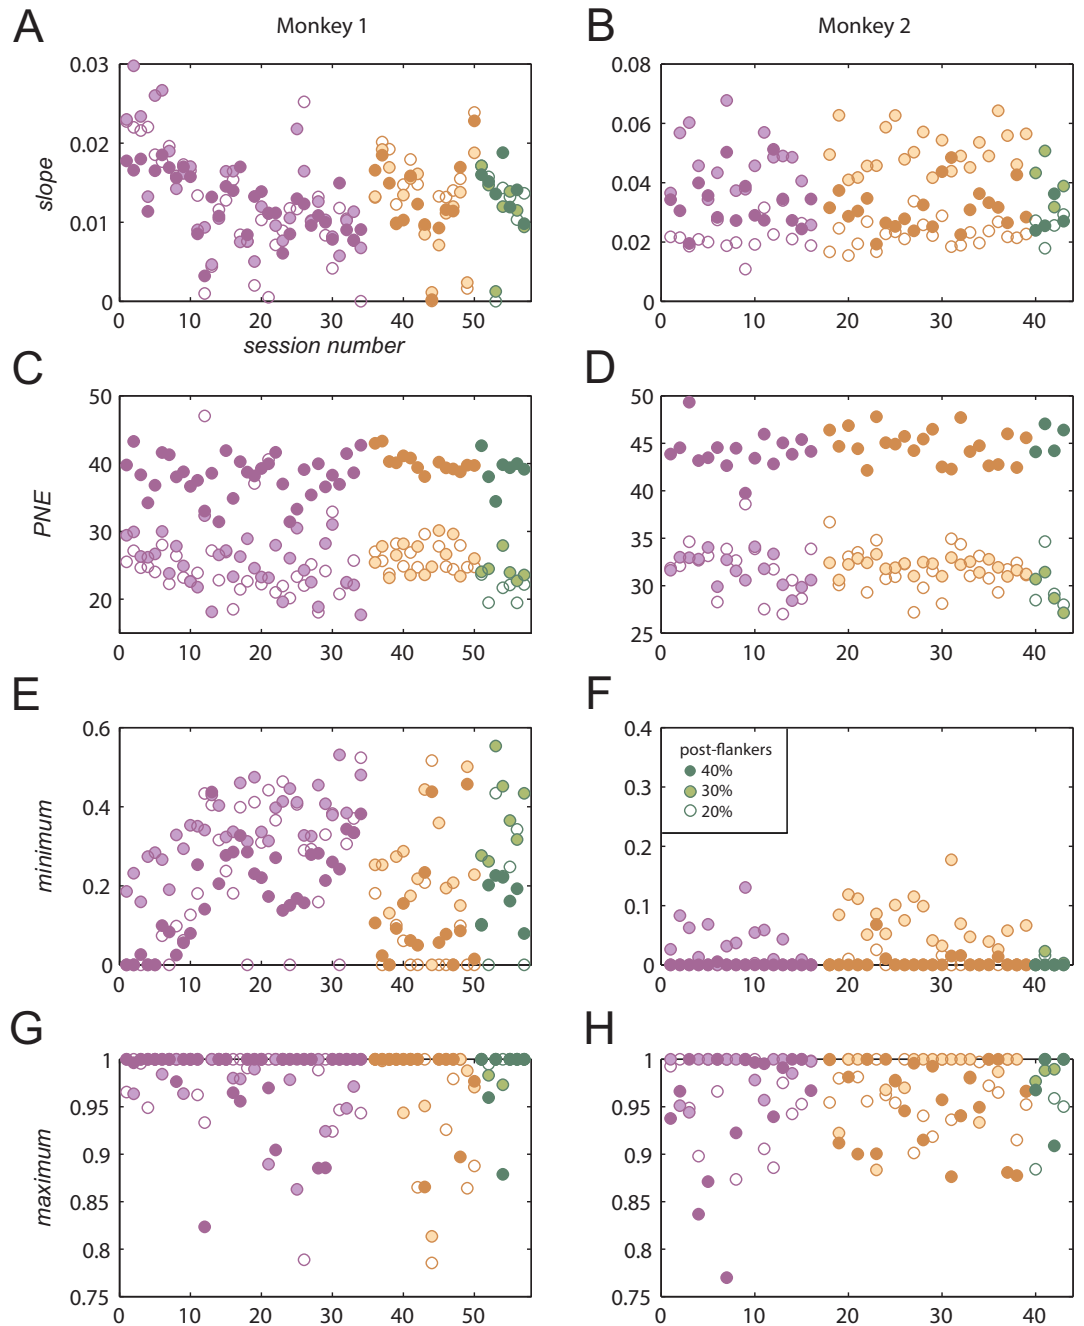 A Monkey 1
B Monkey 2
slope
0.03
0.02
0.01
0
0 10 20 30 40 50
session number
0.08
0.06
0.04
0.02
0
0 10 20 30 40
C
PNE
50
40
30
20
0 10 20 30 40 50
D
50
45
40
35
30
25
0 10 20 30 40
E
minimum
0.6
0.4
0.2
0
0 10 20 30 40 50
F
0.4
0.3
0.2
0.1
0
0 10 20 30 40
post-flankers
40%
30%
20%
G
maximum
1
0.95
0.9
0.85
0.8
0.75
0 10 20 30 40 50
H
1
0.95
0.9
0.85
0.8
0.75
0 10 20 30 40